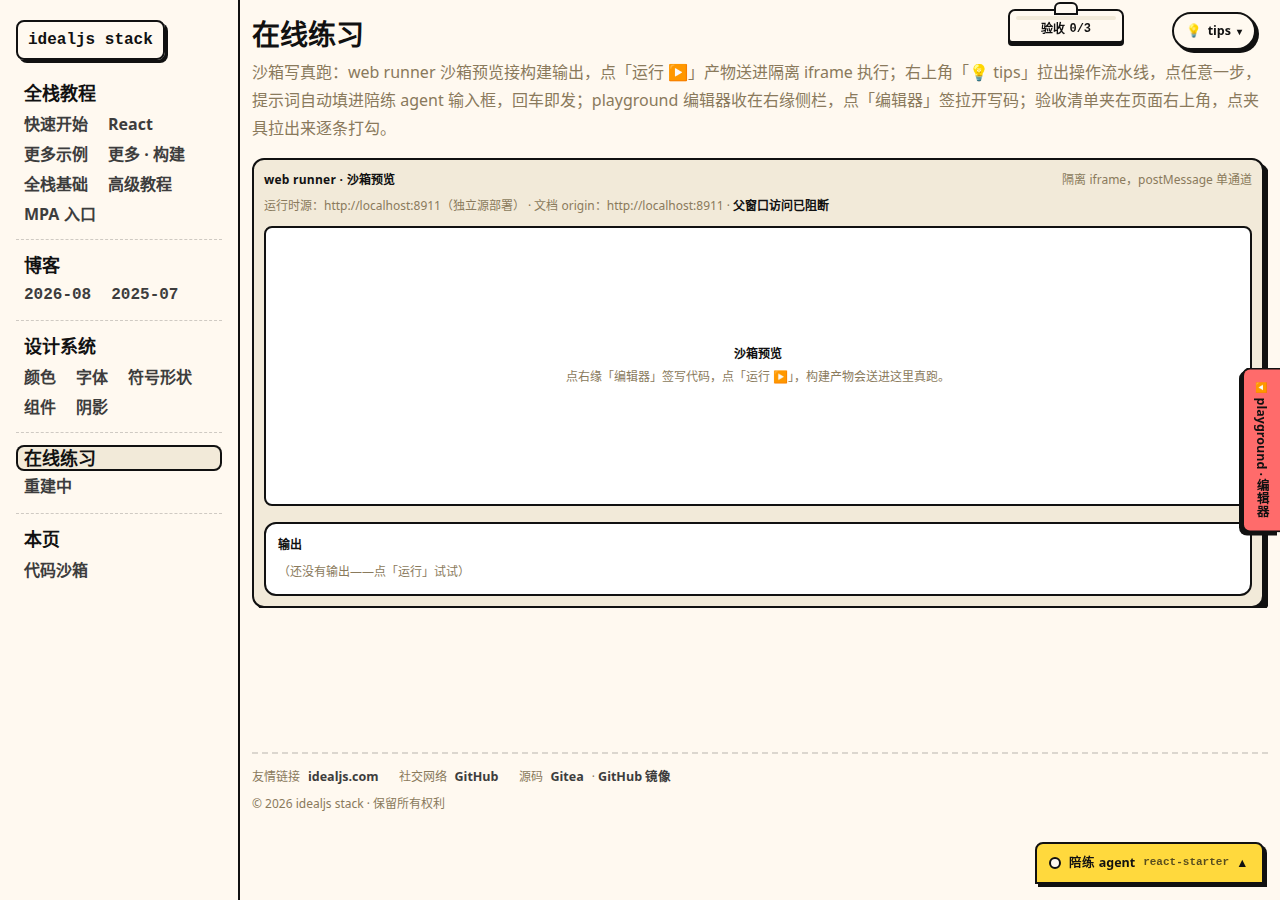 idealjs stack
全栈教程
快速开始 React
更多示例 更多 · 构建
全栈基础 高级教程
MPA 入口
博客
2026-08 2025-07
设计系统
颜色 字体 符号形状
组件 阴影
在线练习
重建中
本页
代码沙箱
在线练习
验收 0/3
💡 tips ▾
沙箱写真跑：web runner 沙箱预览接构建输出，点「运行 ▶️」产物送进隔离 iframe 执行；右上角「💡 tips」拉出操作流水线，点任意一步，
提示词自动填进陪练 agent 输入框，回车即发；playground 编辑器收在右缘侧栏，点「编辑器」签拉开写码；验收清单夹在页面右上角，点夹
具拉出来逐条打勾。
web runner · 沙箱预览
隔离 iframe，postMessage 单通道
运行时源：http://localhost:8911（独立源部署） · 文档 origin：http://localhost:8911 · 父窗口访问已阻断
沙箱预览
点右缘「编辑器」签写代码，点「运行 ▶️」，构建产物会送进这里真跑。
◀️ playground · 编辑器
输出
（还没有输出——点「运行」试试）
友情链接 idealjs.com 社交网络 GitHub 源码 Gitea · GitHub 镜像
© 2026 idealjs stack · 保留所有权利
陪练 agent react-starter ▲